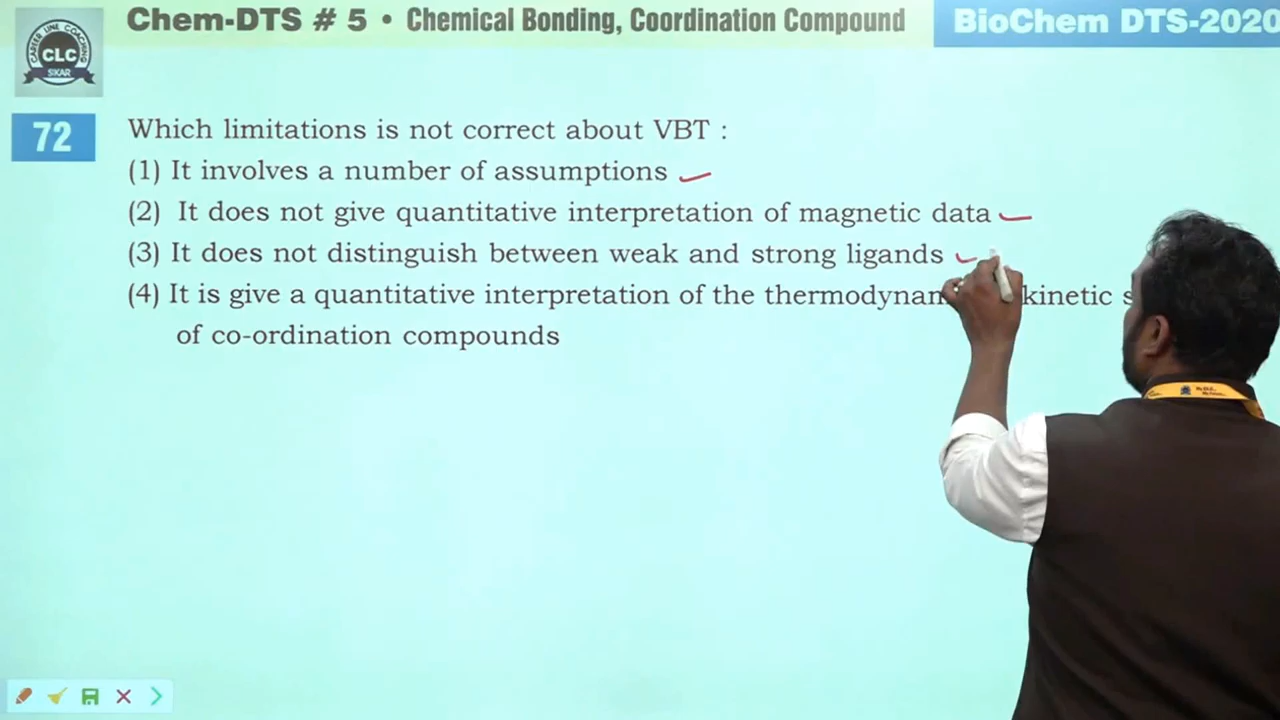 Chem-DTS # 5 • Chemical Bonding, Coordination Compound
BioChem DTS-2020
CAREER LINE COACHING
CLC
SIKAR
72
Which limitations is not correct about VBT :
(1) It involves a number of assumptions
(2) It does not give quantitative interpretation of magnetic data
(3) It does not distinguish between weak and strong ligands
(4) It is give a quantitative interpretation of the kinetic
of co-ordination compounds